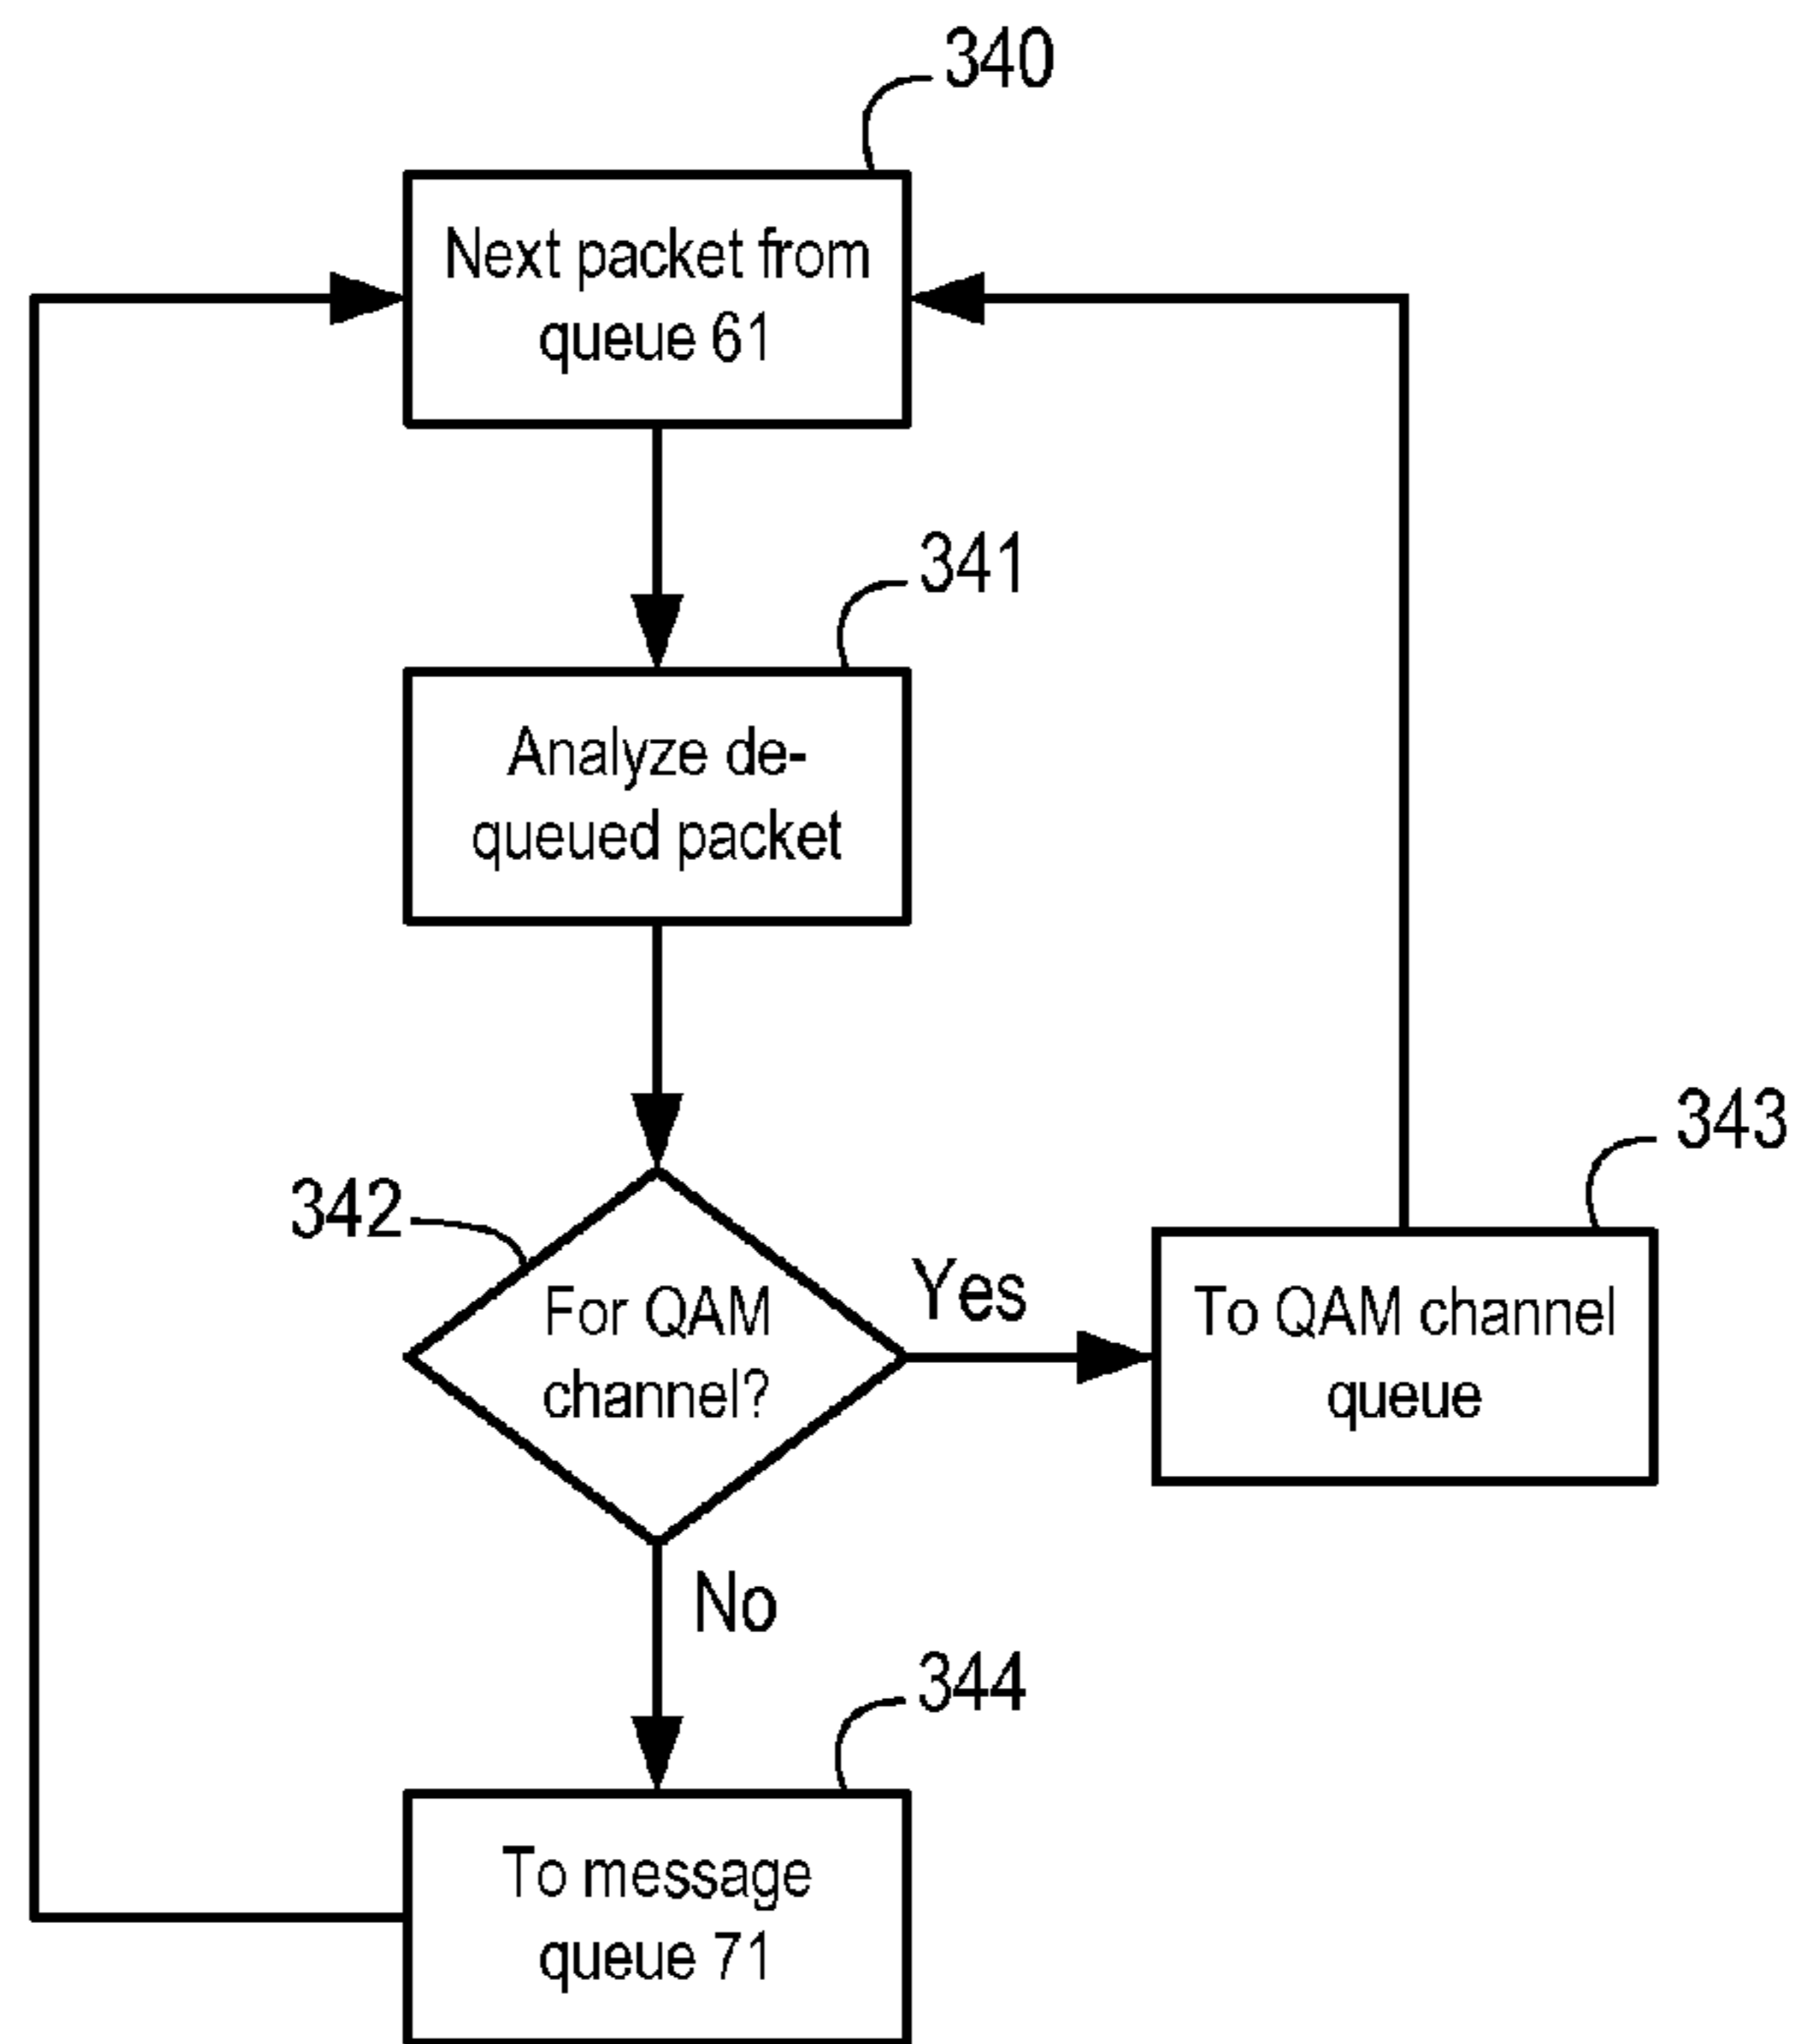 340
Next packet from
queue 61
341
Analyze de-
queued packet
342
For QAM
channel?
Yes
343
To QAM channel
queue
No
344
To message
queue 71